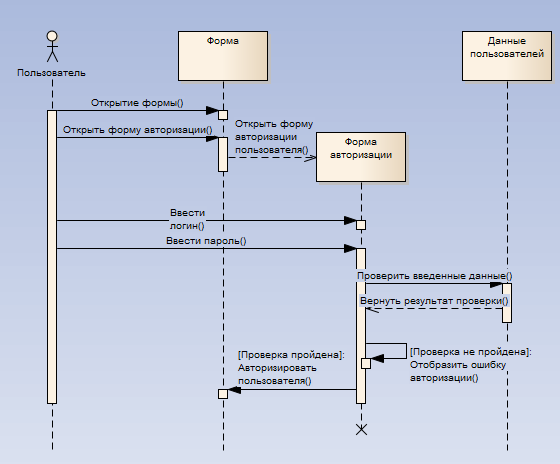 Форма
Данные
пользователей
Пользователь
Открытие формы()
Открыть форму авторизации()
Открыть форму
авторизации
пользователя()
Форма
авторизации
Ввести
логин()
Ввести пароль()
Проверить введенные данные()
Вернуть результат проверки()
[Проверка не пройдена]:
Отобразить ошибку
авторизации()
[Проверка пройдена]:
Авторизировать
пользователя()